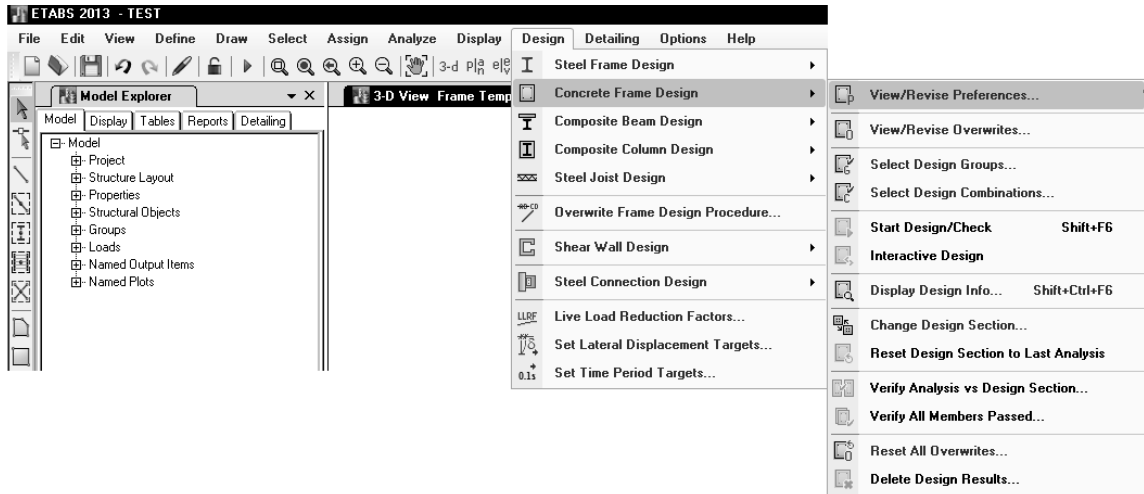 ETABS 2013 - TEST
File Edit View Define Draw Select Assign Analyze Display Design Detailing Options Help
3-d
Model Explorer
3-D View Frame Temp
Model Display Tables Reports Detailing
Model
Project
Structure Layout
Properties
Structural Objects
Groups
Loads
Named Output Items
Named Plots
Steel Frame Design
Concrete Frame Design
Composite Beam Design
Composite Column Design
Steel Joist Design
Overwrite Frame Design Procedure...
Shear Wall Design
Steel Connection Design
LLRF Live Load Reduction Factors...
Set Lateral Displacement Targets...
0.1s Set Time Period Targets...
View/Revise Preferences...
View/Revise Overwrites...
Select Design Groups...
Select Design Combinations...
Start Design/Check Shift+F6
Interactive Design
Display Design Info... Shift+Ctrl+F6
Change Design Section...
Reset Design Section to Last Analysis
Verify Analysis vs Design Section...
Verify All Members Passed...
Reset All Overwrites...
Delete Design Results...